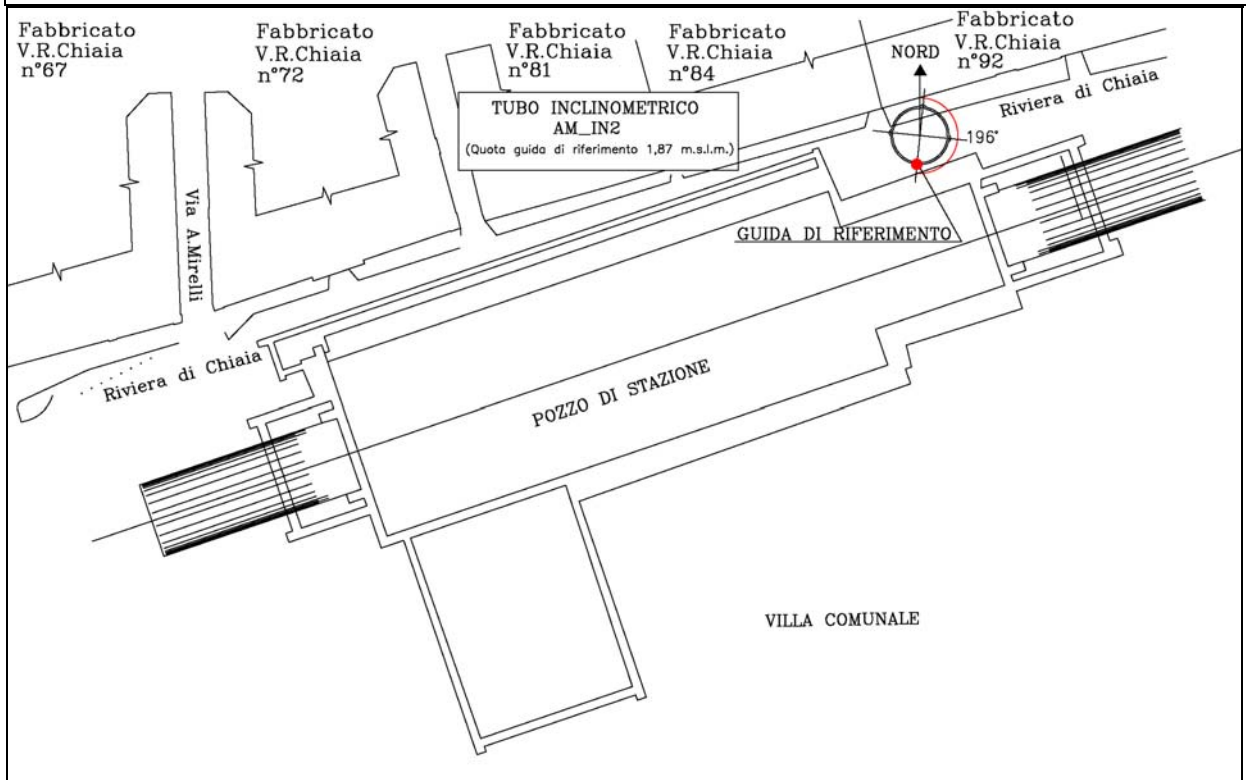 Fabbricato
V.R.Chiaia
n°67
Fabbricato
V.R.Chiaia
n°72
Fabbricato
V.R.Chiaia
n°81
Fabbricato
V.R.Chiaia
n°84
Fabbricato
V.R.Chiaia
n°92
NORD
TUBO INCLINOMETRICO
AM_IN2
(Quota guida di riferimento 1,87 m.s.l.m.)
Riviera di Chiaia
196°
GUIDA DI RIFERIMENTO
Via A.Mirelli
Riviera di Chiaia
POZZO DI STAZIONE
VILLA COMUNALE